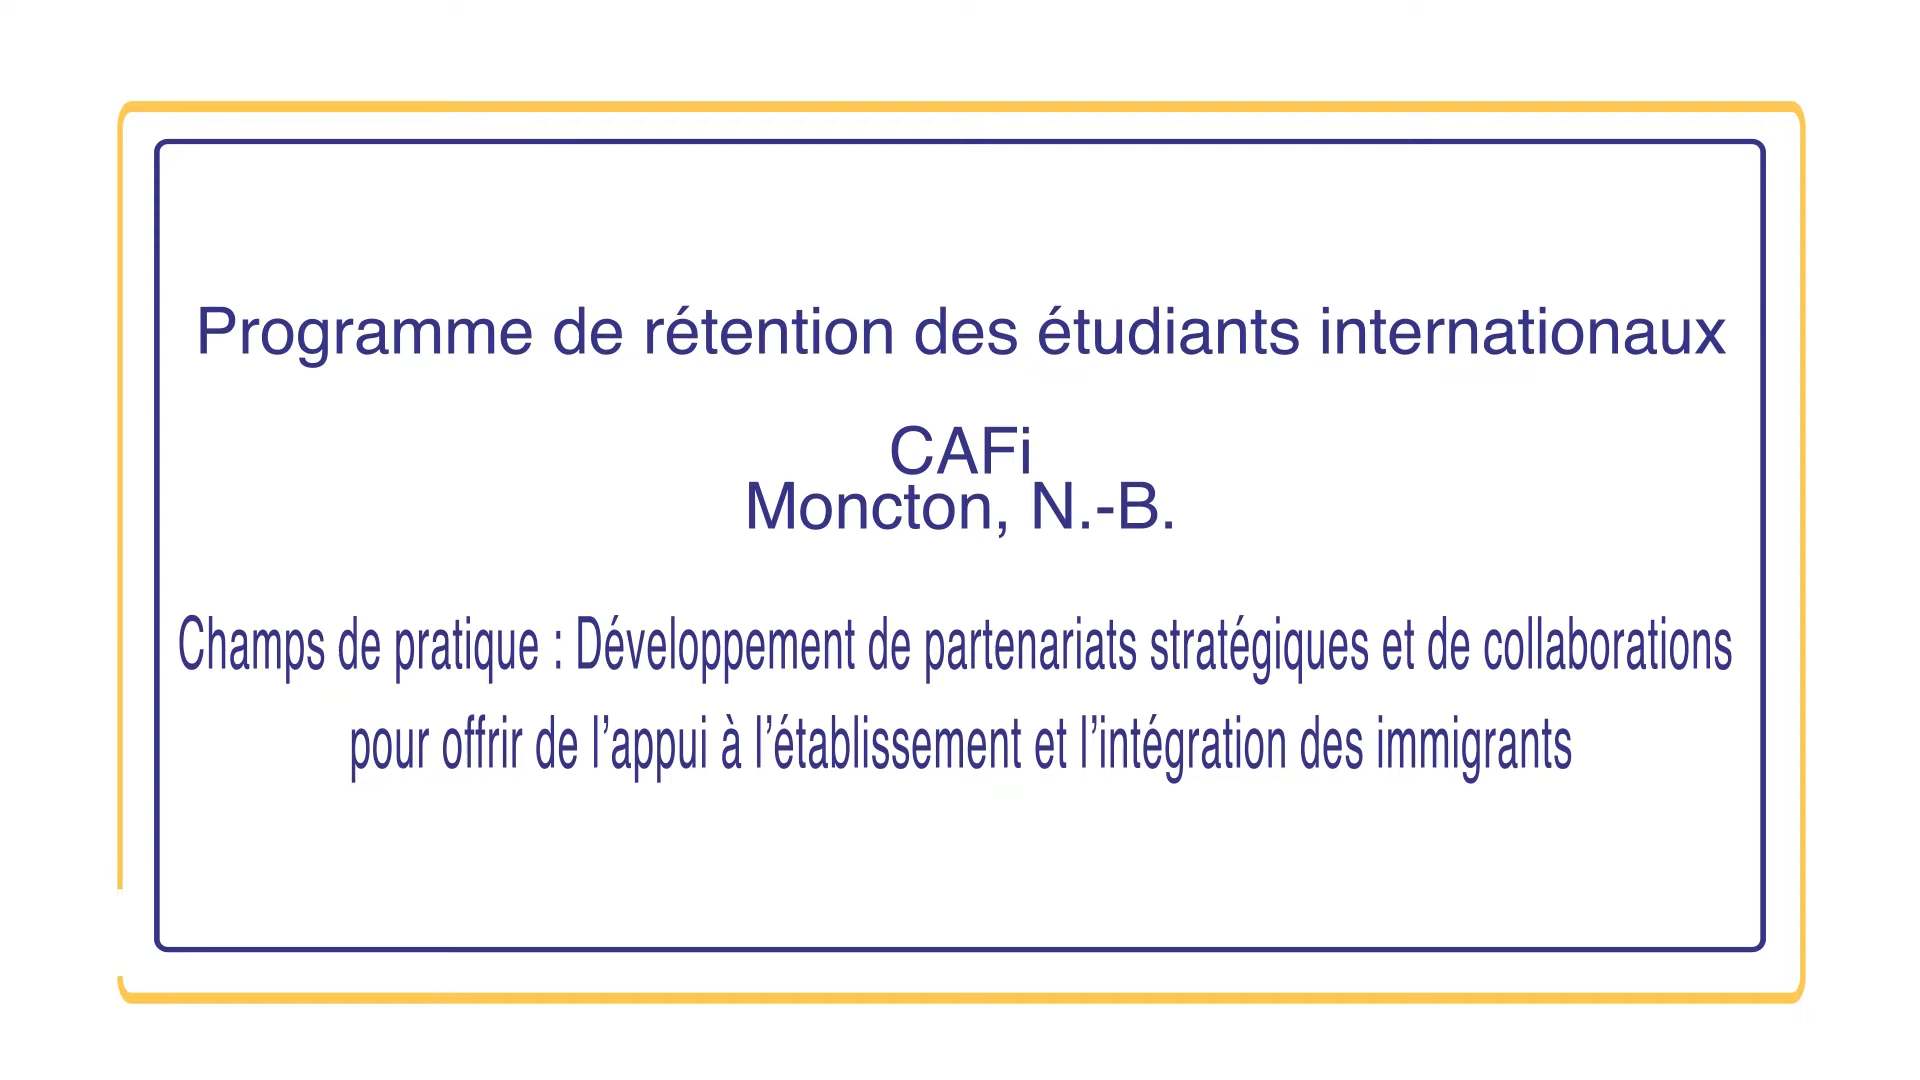 Programme de rétention des étudiants internationaux
CAFi
Moncton, N.-B.
Champs de pratique : Développement de partenariats stratégiques et de collaborations
pour offrir de l’appui à l’établissement et l’intégration des immigrants